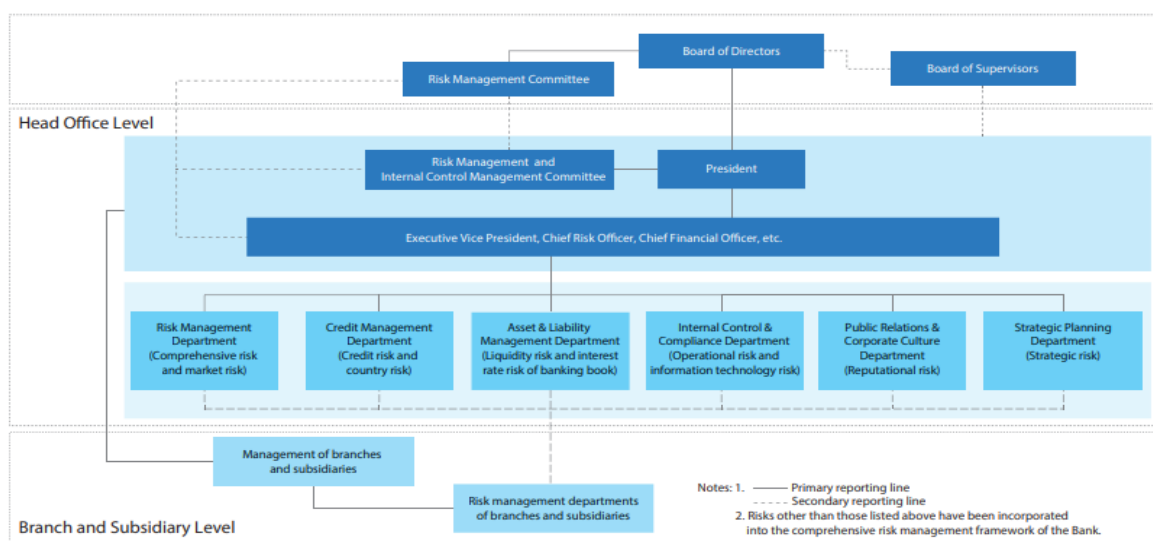 Board of Directors
Risk Management Committee
Board of Supervisors
Head Office Level
Risk Management and
Internal Control Management Committee
President
Executive Vice President, Chief Risk Officer, Chief Financial Officer, etc.
Risk Management
Department
(Comprehensive risk
and market risk)
Credit Management
Department
(Credit risk and
country risk)
Asset & Liability
Management Department
(Liquidity risk and interest
rate risk of banking book)
Internal Control &
Compliance Department
(Operational risk and
information technology risk)
Public Relations &
Corporate Culture
Department
(Reputational risk)
Strategic Planning
Department
(Strategic risk)
Management of branches
and subsidiaries
Risk management departments
of branches and subsidiaries
Branch and Subsidiary Level
Notes: 1. Primary reporting line
Secondary reporting line
2. Risks other than those listed above have been incorporated
into the comprehensive risk management framework of the Bank.